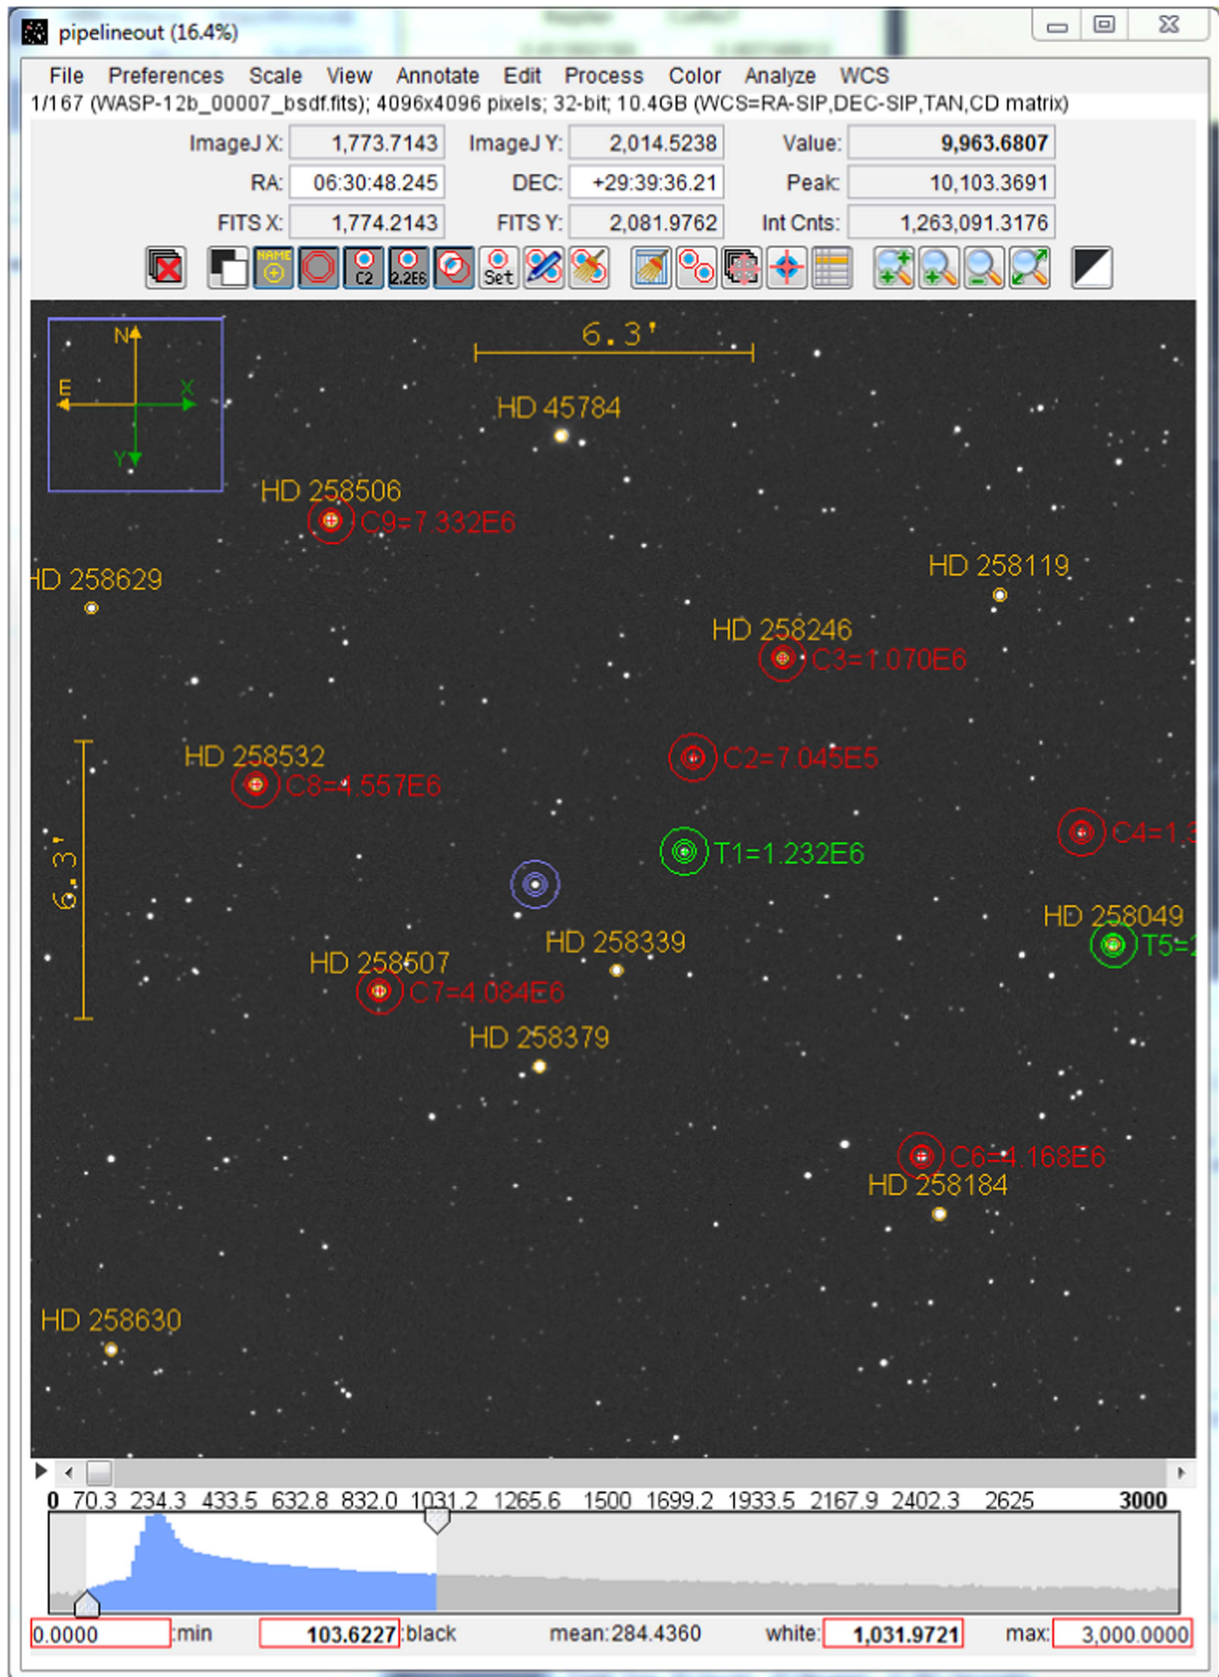 pipelineout (16.4%)
File Preferences Scale View Annotate Edit Process Color Analyze WCS
1/167 (WASP-12b_00007_bsdf.fits); 4096x4096 pixels; 32-bit; 10.4GB (WCS=RA-SIP,DEC-SIP,TAN,CD matrix)
ImageJ X: 1,773.7143 ImageJ Y: 2,014.5238 Value: 9,963.6807
RA: 06:30:48.245 DEC: +29:39:36.21 Peak: 10,103.3691
FITS X: 1,774.2143 FITS Y: 2,081.9762 Int Cnts: 1,263,091.3176
NAME C2 2.2E6 Set
6.3'
N
E X
Y
HD 45784
HD 258506
C9=7.332E6
HD 258119
HD 258629
HD 258246
C3=1.070E6
HD 258532
C2=7.045E5
C8=4.557E6
C4=1.3
T1=1.232E6
6.3'
HD 258049
HD 258339
T5=2
HD 258507
C7=4.084E6
HD 258379
C6=4.168E6
HD 258184
HD 258630
0 70.3 234.3 433.5 632.8 832.0 1031.2 1265.6 1500 1699.2 1933.5 2167.9 2402.3 2625 3000
0.0000 :min 103.6227 :black mean:284.4360 white: 1,031.9721 max: 3,000.0000